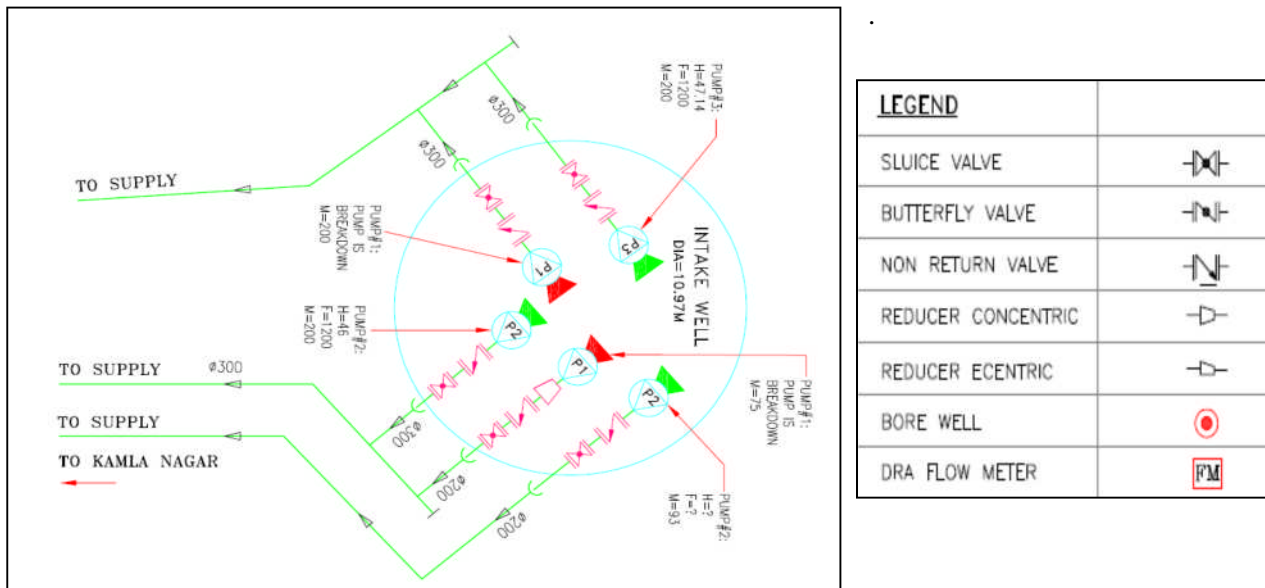 .
PUMP#3:
H=47.14
F=1200
M=200
ø300
ø300
TO SUPPLY
PUMP#1:
PUMP IS
BREAKDOWN
M=200
P3
INTAKE WELL
DIA=10.97M
P1
PUMP#2:
H=46
F=1200
M=200
P2
P1
P2
TO SUPPLY ø300
TO SUPPLY
TO KAMLA NAGAR
ø300
ø200
ø200
PUMP#1:
PUMP IS
BREAKDOWN
M=75
PUMP#2:
H=?
F=?
M=93
LEGEND
SLUICE VALVE
BUTTERFLY VALVE
NON RETURN VALVE
REDUCER CONCENTRIC
REDUCER ECENTRIC
BORE WELL
DRA FLOW METER FM